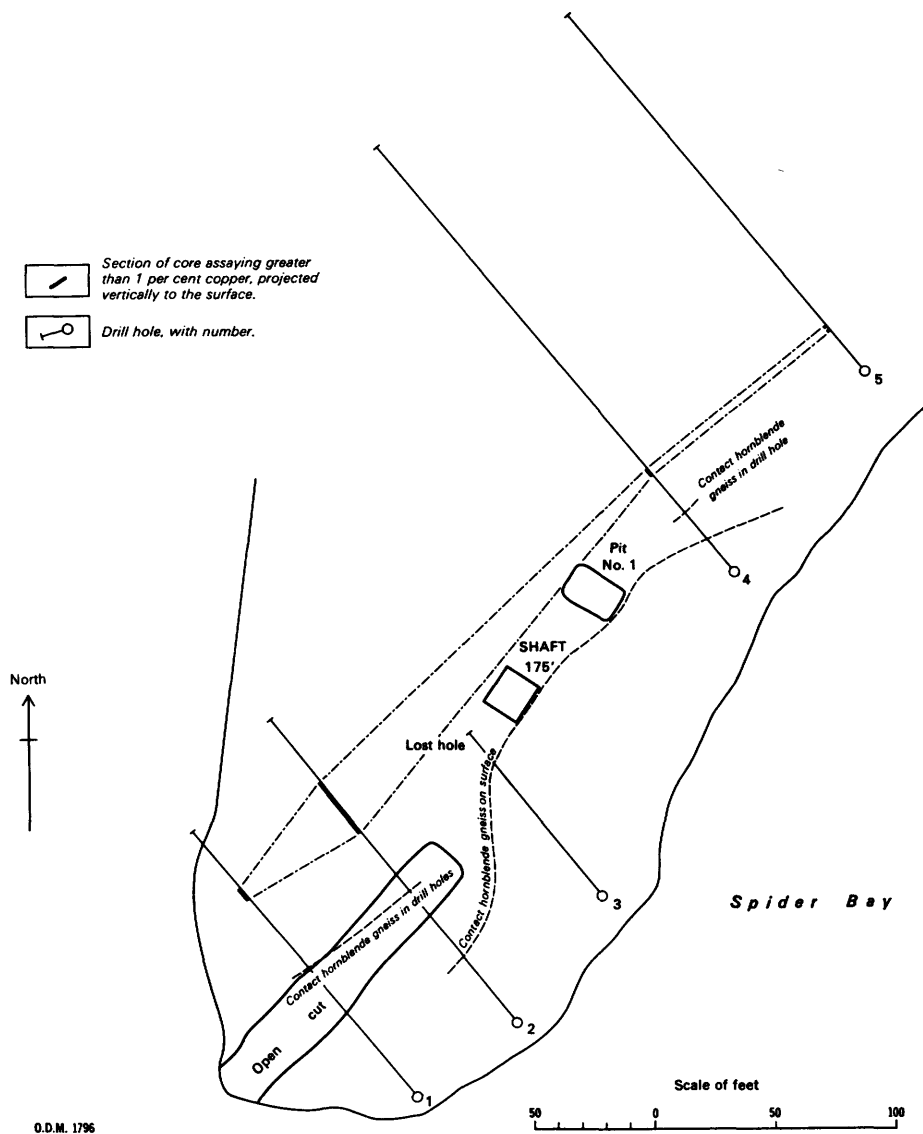 Section of core assaying greater
than 1 per cent copper, projected
vertically to the surface.
Drill hole, with number.
5
Contact hornblende
gneiss in drill hole
4
Pit
No. 1
SHAFT
175'
North
Lost hole
Contact hornblende gneiss on surface
3
Spider Bay
Contact hornblende gneiss in drill holes
2
Open cut
1
Scale of feet
50 0 50 100
O.D.M. 1796